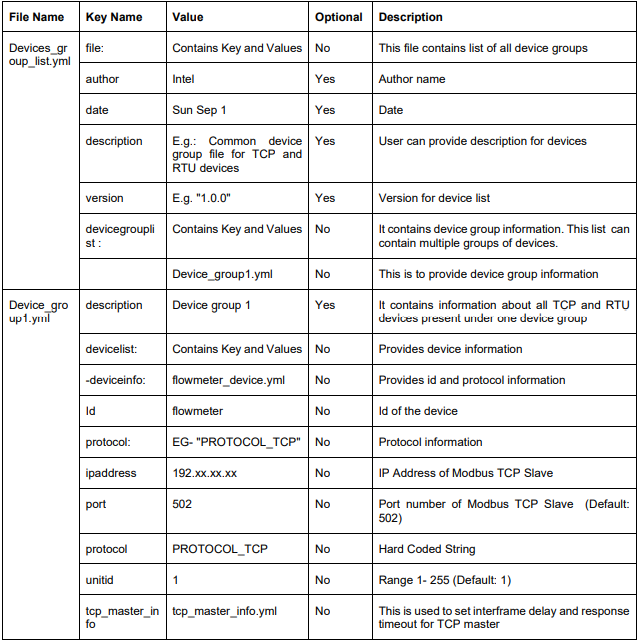 File Name Key Name Value Optional Description
Devices_gr file: Contains Key and Values No This file contains list of all device groups
oup_list.yml
author Intel Yes Author name
date Sun Sep 1 Yes Date
description E.g.: Common device Yes User can provide description for devices
group file for TCP and
RTU devices
version E.g. "1.0.0" Yes Version for device list
devicegroupli Contains Key and Values No It contains device group information. This list can
st : contain multiple groups of devices.
Device_group1.yml No This is to provide device group information
Device_gro description Device group 1 Yes It contains information about all TCP and RTU
up1.yml devices present under one device group
devicelist: Contains Key and Values No Provides device information
-deviceinfo: flowmeter_device.yml No Provides id and protocol information
Id flowmeter No Id of the device
protocol: EG- "PROTOCOL_TCP" No Protocol information
ipaddress 192.xx.xx.xx No IP Address of Modbus TCP Slave
port 502 No Port number of Modbus TCP Slave (Default:
502)
protocol PROTOCOL_TCP No Hard Coded String
unitid 1 No Range 1- 255 (Default: 1)
tcp_master_in tcp_master_info.yml No This is used to set interframe delay and response
fo timeout for TCP master